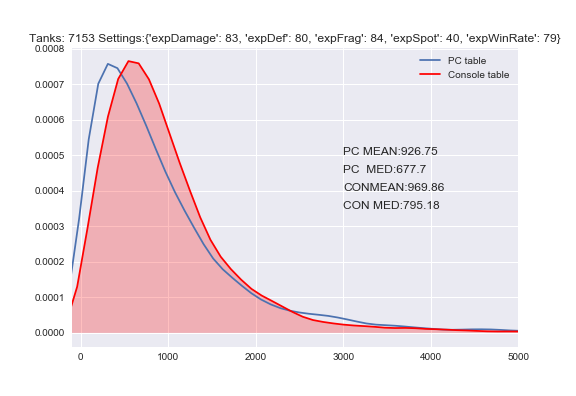 Tanks: 7153 Settings:{'expDamage': 83, 'expDef': 80, 'expFrag': 84, 'expSpot': 40, 'expWinRate': 79}
0.0008
PC table
Console table
0.0007
0.0006
0.0005
PC MEAN:926.75
PC  MED:677.7
0.0004
CONMEAN:969.86
CON MED:795.18
0.0003
0.0002
0.0001
0.0000
0 1000 2000 3000 4000 5000